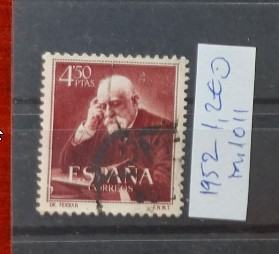 4'50
PTAS
ESPAÑA
CORREOS
DR. FERRAN F.N.M.T.
1952 1,20
mi 1011